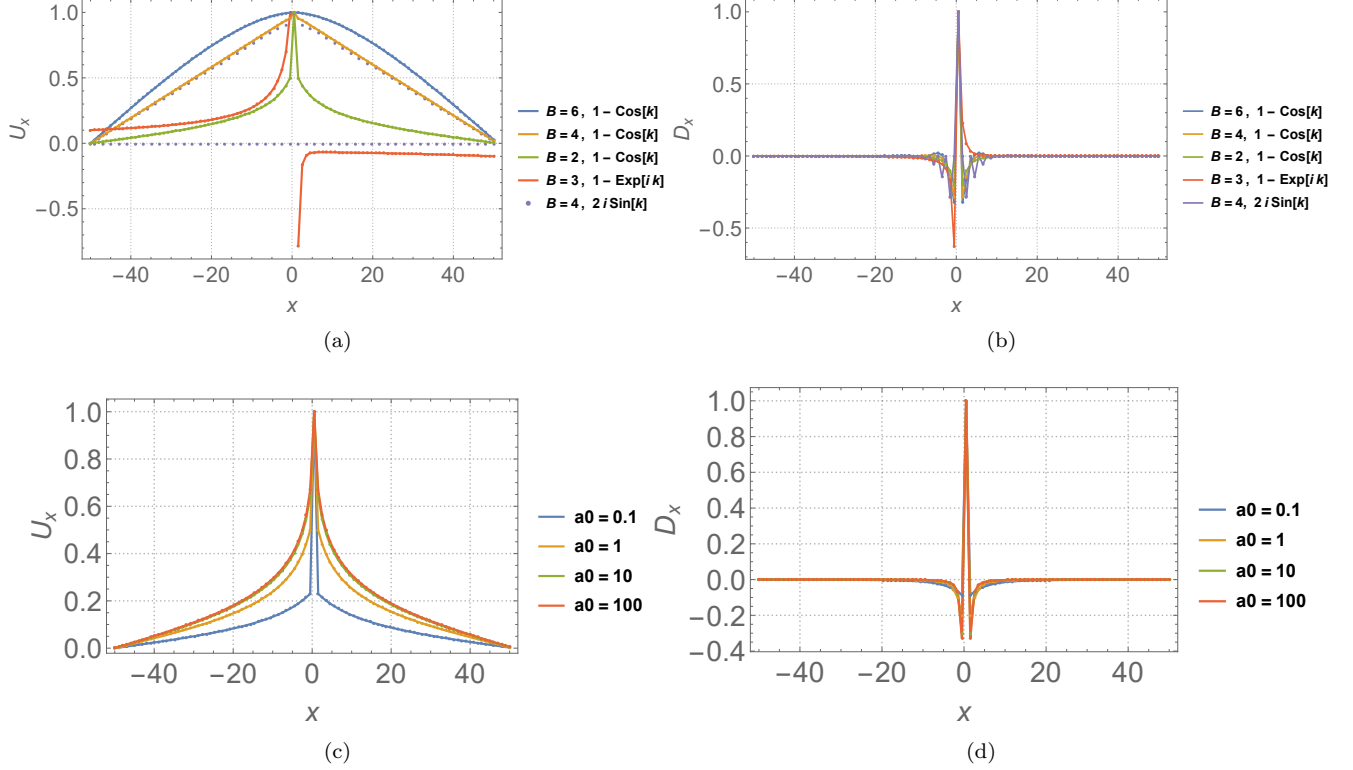 1.0
0.5
0.0
−0.5
U_x
−40 −20 0 20 40
x
B = 6, 1 − Cos[k]
B = 4, 1 − Cos[k]
B = 2, 1 − Cos[k]
B = 3, 1 − Exp[i k]
B = 4, 2 i Sin[k]
(a)
1.0
0.5
0.0
−0.5
D_x
−40 −20 0 20 40
x
B = 6, 1 − Cos[k]
B = 4, 1 − Cos[k]
B = 2, 1 − Cos[k]
B = 3, 1 − Exp[i k]
B = 4, 2 i Sin[k]
(b)
1.0
0.8
0.6
0.4
0.2
0.0
U_x
−40 −20 0 20 40
x
a0 = 0.1
a0 = 1
a0 = 10
a0 = 100
(c)
1.0
0.8
0.6
0.4
0.2
0.0
−0.2
−0.4
D_x
−40 −20 0 20 40
x
a0 = 0.1
a0 = 1
a0 = 10
a0 = 100
(d)